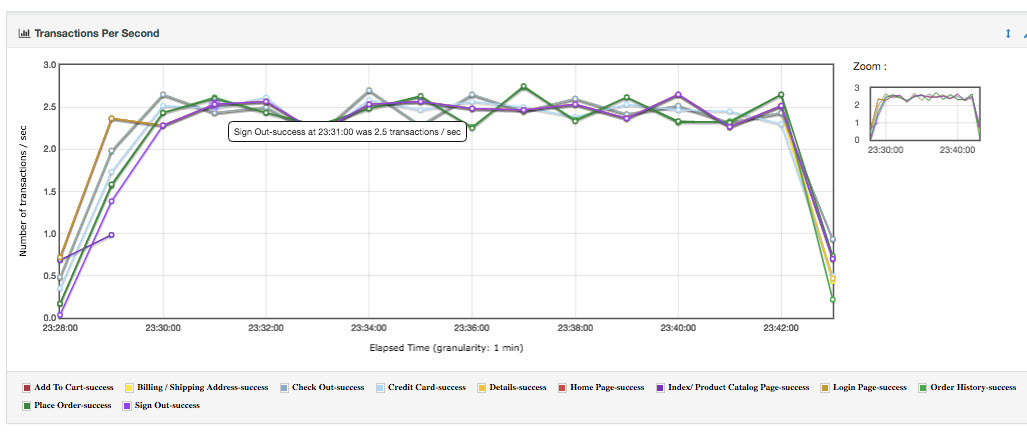 Transactions Per Second
Zoom :
3.0
2.5
2.0
1.5
1.0
0.5
0.0
Number of transactions / sec
Sign Out-success at 23:31:00 was 2.5 transactions / sec
23:28:00 23:30:00 23:32:00 23:34:00 23:36:00 23:38:00 23:40:00 23:42:00
Elapsed Time (granularity: 1 min)
3
2
1
0
23:30:00 23:40:00
Add To Cart-success Billing / Shipping Address-success Check Out-success Credit Card-success Details-success Home Page-success Index/ Product Catalog Page-success Login Page-success Order History-success
Place Order-success Sign Out-success